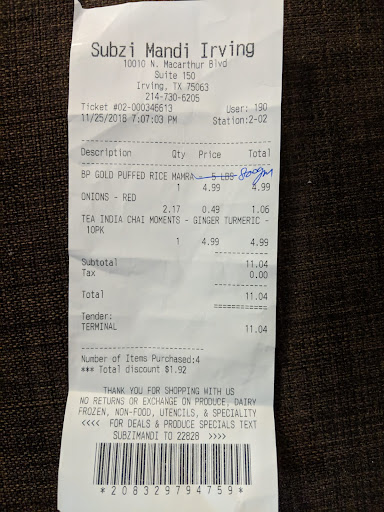 Subzi Mandi Irving
10010 N. Macarthur Blvd
Suite 150
Irving, TX 75063
214-730-6205
Ticket #02-000346613 User: 190
11/25/2018 7:07:03 PM Station:2-02
Description Qty Price Total
BP GOLD PUFFED RICE MAMRA 5 LBS 800gm
1 4.99 4.99
ONIONS - RED
2.17 0.49 1.06
TEA INDIA CHAI MOMENTS - GINGER TURMERIC -
10PK
1 4.99 4.99
Subtotal 11.04
Tax 0.00
Total 11.04
Tender:
TERMINAL 11.04
Number of Items Purchased:4
*** Total discount $1.92
THANK YOU FOR SHOPPING WITH US
NO RETURNS OR EXCHANGE ON PRODUCE, DAIRY
FROZEN, NON-FOOD, UTENCILS, & SPECIALITY
<<<< FOR DEALS & PRODUCE SPECIALS TEXT
SUBZIMANDI TO 22828 >>>>
*208329794759*